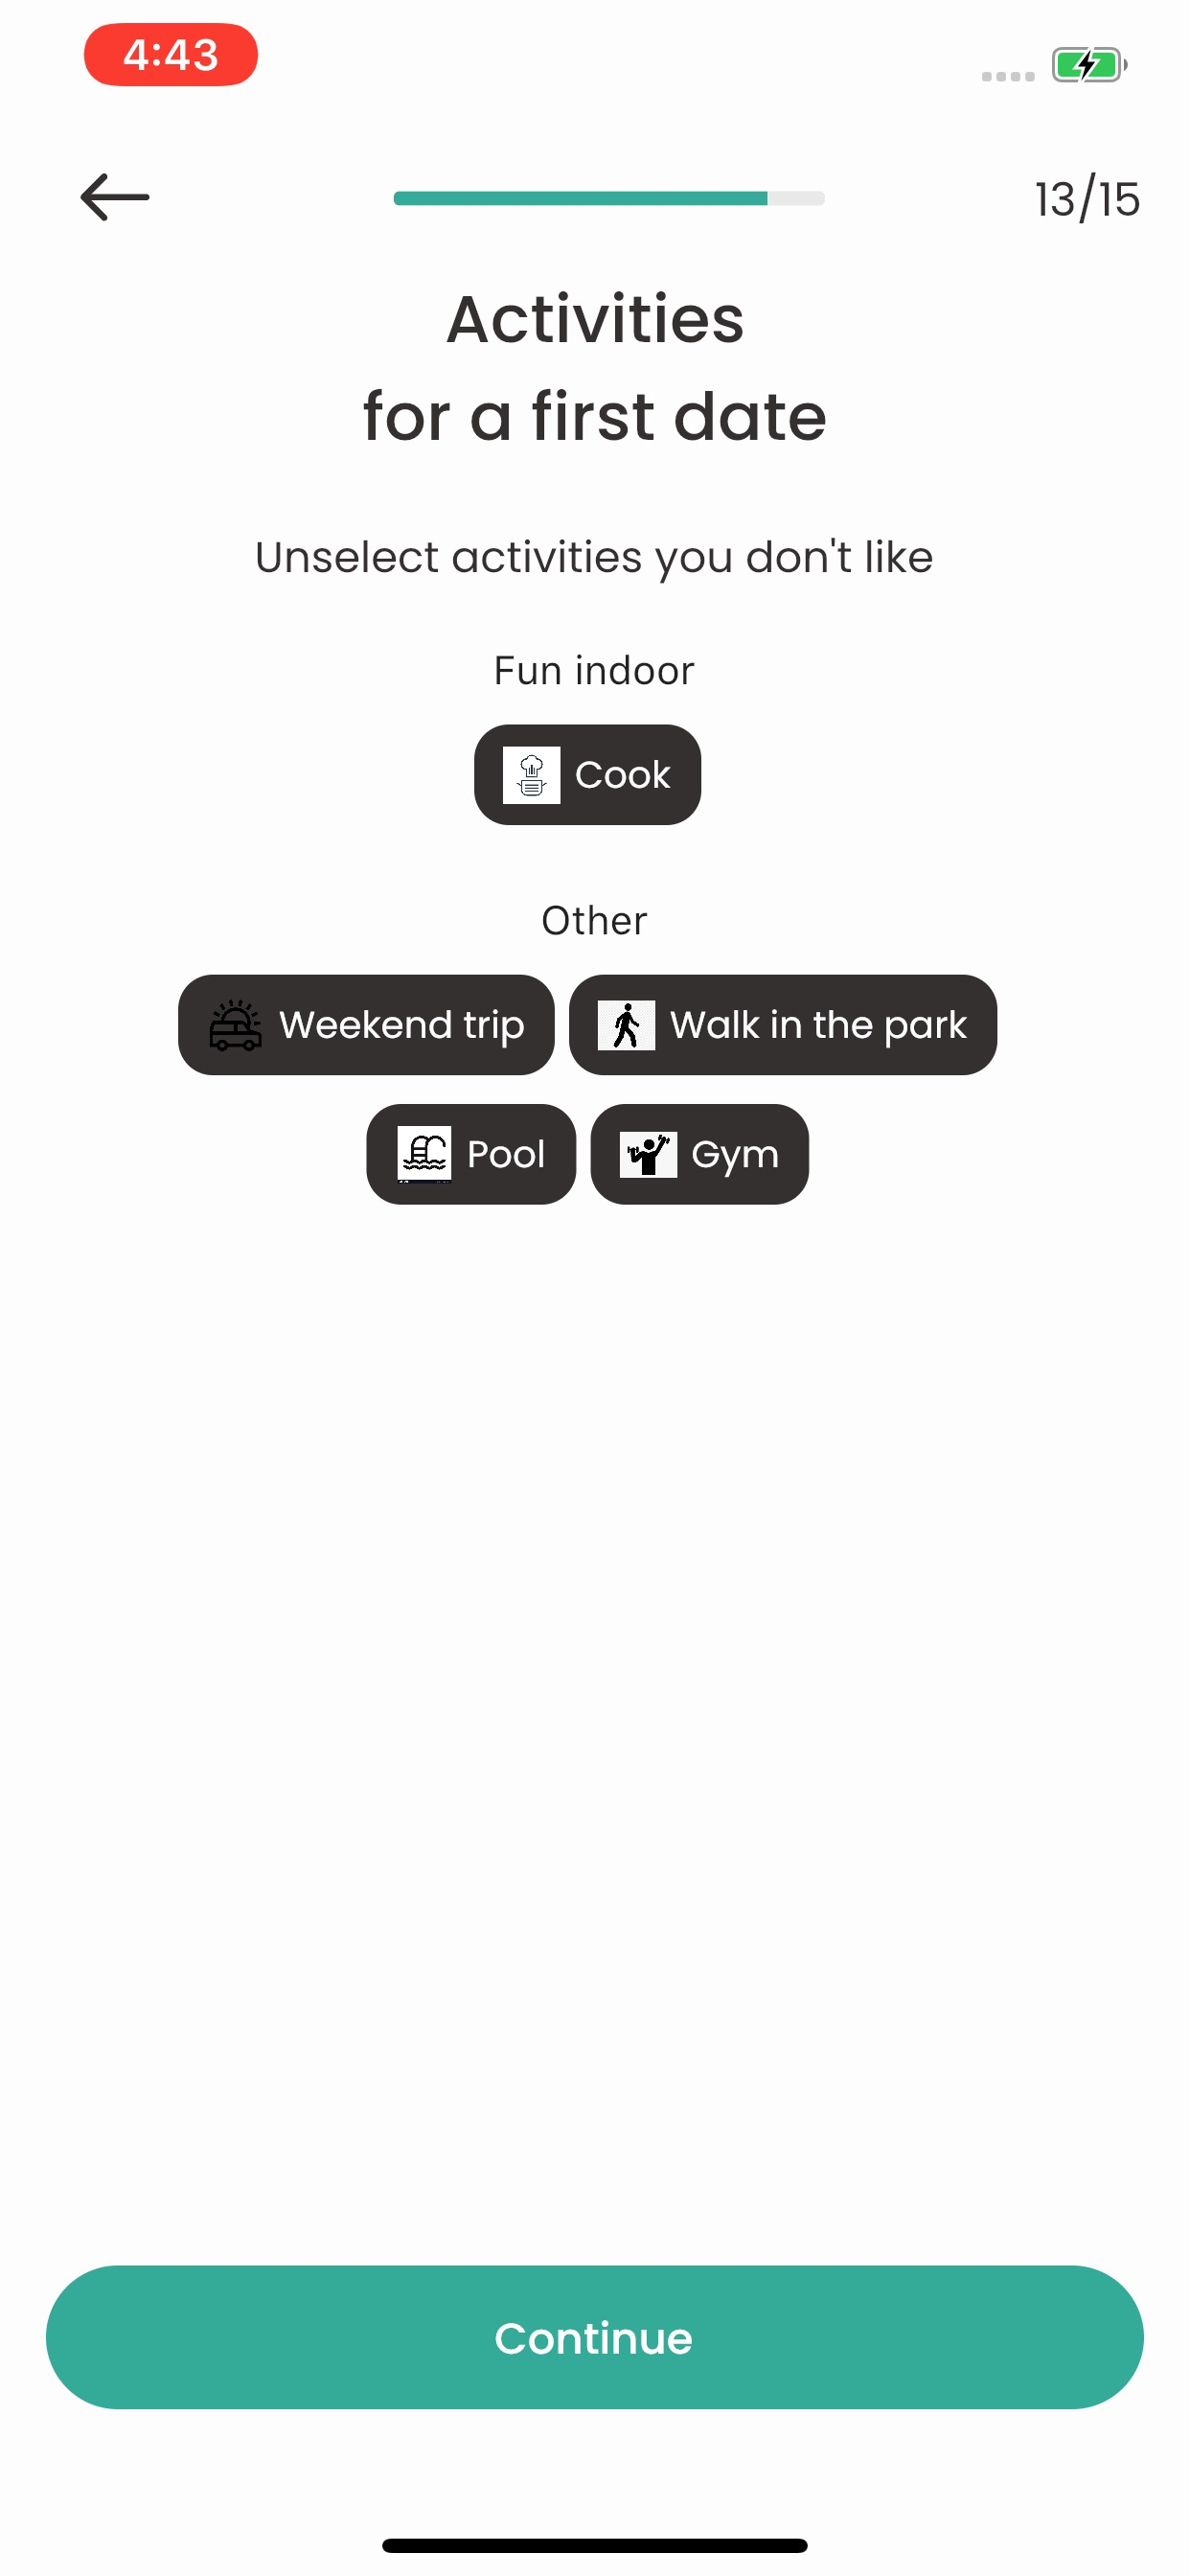 4:43
13/15
Activities
for a first date
Unselect activities you don't like
Fun indoor
Cook
Other
Weekend trip
Walk in the park
Pool
Gym
Continue